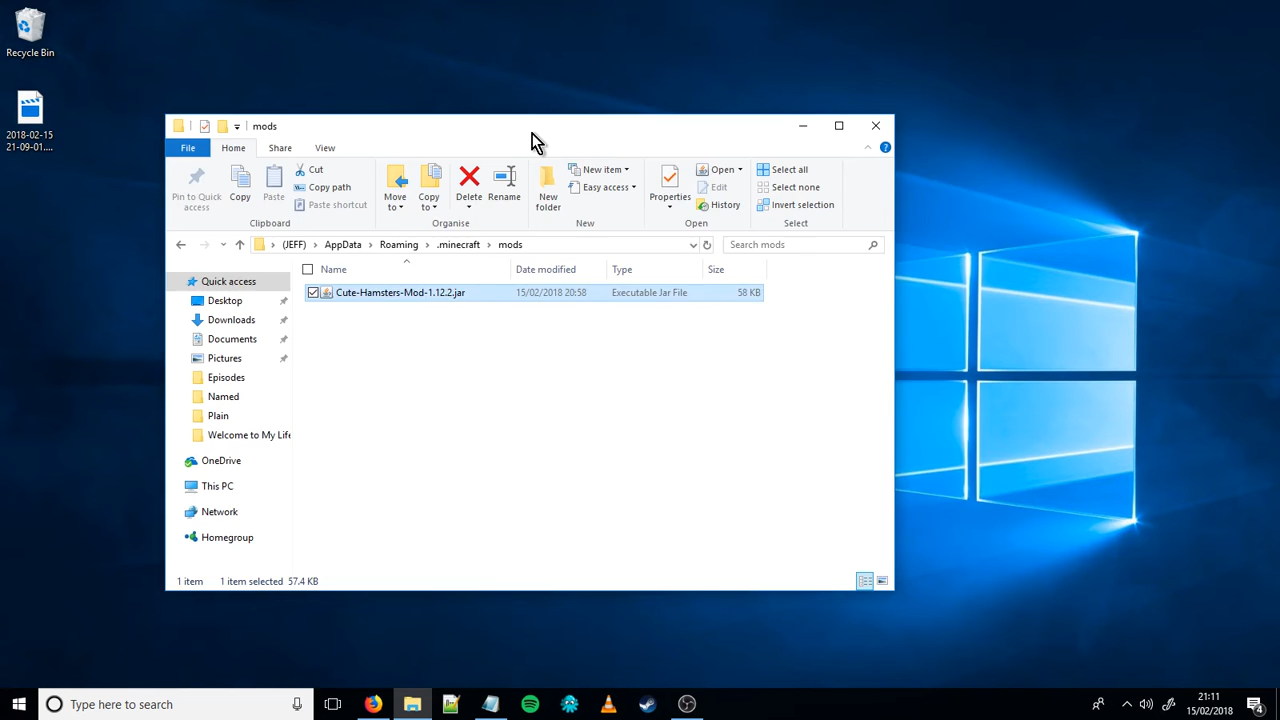 Recycle Bin
2018-02-15
21-09-01....
mods
File Home Share View
Pin to Quick access
Copy
Paste
Cut
Copy path
Paste shortcut
Clipboard
Move to
Copy to
Delete
Rename
Organise
New folder
New item
Easy access
New
Properties
Open
Edit
History
Open
Select all
Select none
Invert selection
Select
(JEFF) > AppData > Roaming > .minecraft > mods
Search mods
Name Date modified Type Size
Cute-Hamsters-Mod-1.12.2.jar 15/02/2018 20:58 Executable Jar File 58 KB
Quick access
Desktop
Downloads
Documents
Pictures
Episodes
Named
Plain
Welcome to My Life
OneDrive
This PC
Network
Homegroup
1 item 1 item selected 57.4 KB
Type here to search
21:11
15/02/2018
4